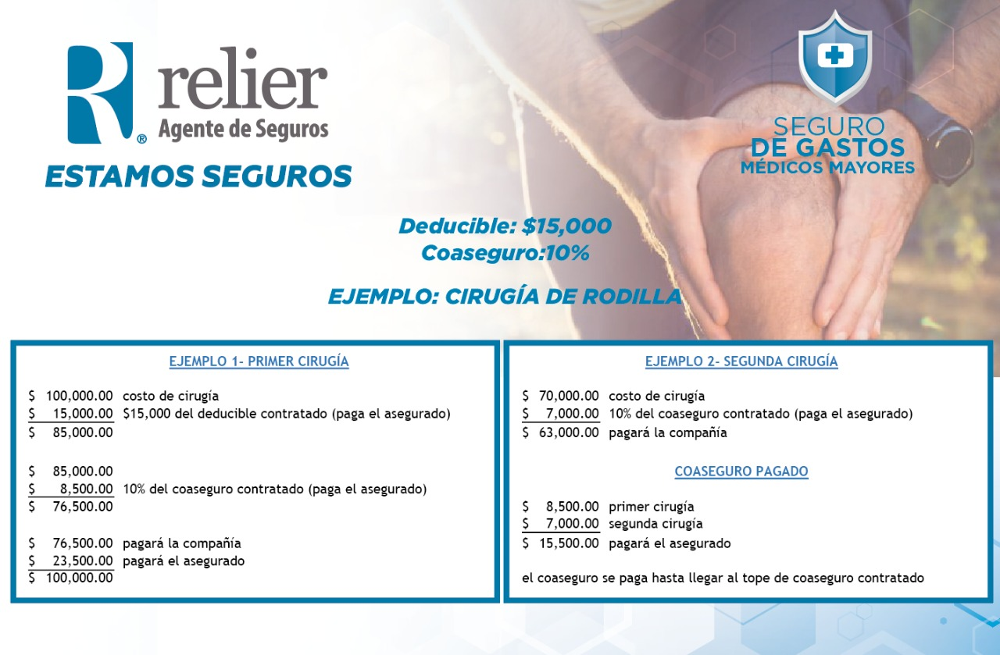 relier
Agente de Seguros
®
ESTAMOS SEGUROS
SEGURO
DE GASTOS
MÉDICOS MAYORES
Deducible: $15,000
Coaseguro:10%
EJEMPLO: CIRUGÍA DE RODILLA
EJEMPLO 1- PRIMER CIRUGÍA
$ 100,000.00 costo de cirugía
$ 15,000.00 $15,000 del deducible contratado (paga el asegurado)
$ 85,000.00
$ 85,000.00
$ 8,500.00 10% del coaseguro contratado (paga el asegurado)
$ 76,500.00
$ 76,500.00 pagará la compañía
$ 23,500.00 pagará el asegurado
$ 100,000.00
EJEMPLO 2- SEGUNDA CIRUGÍA
$ 70,000.00 costo de cirugía
$ 7,000.00 10% del coaseguro contratado (paga el asegurado)
$ 63,000.00 pagará la compañía
COASEGURO PAGADO
$ 8,500.00 primer cirugía
$ 7,000.00 segunda cirugía
$ 15,500.00 pagará el asegurado
el coaseguro se paga hasta llegar al tope de coaseguro contratado